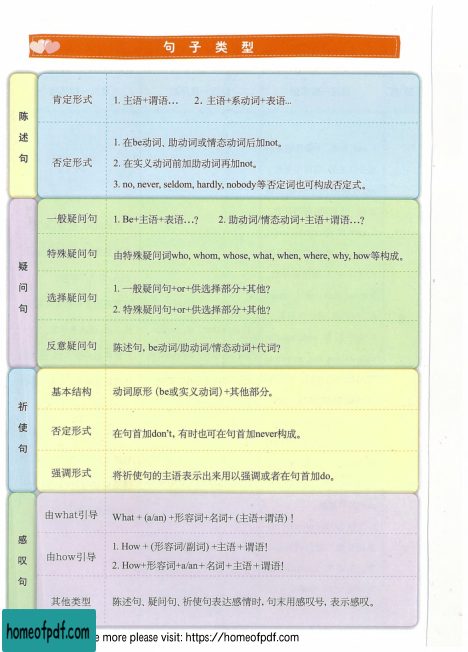 句子类型
陈述句
肯定形式
1. 主语+谓语… 2. 主语+系动词+表语...
否定形式
1. 在be动词、助动词或情态动词后加not。
2. 在实义动词前加助动词再加not。
3. no, never, seldom, hardly, nobody等否定词也可构成否定式。
疑问句
一般疑问句
1. Be+主语+表语…? 2. 助动词/情态动词+主语+谓语…?
特殊疑问句
由特殊疑问词who, whom, whose, what, when, where, why, how等构成。
选择疑问句
1. 一般疑问句+or+供选择部分+其他?
2. 特殊疑问句+or+供选择部分+其他?
反意疑问句
陈述句, be动词/助动词/情态动词+代词?
祈使句
基本结构
动词原形 (be或实义动词) +其他部分。
否定形式
在句首加don't, 有时也可在句首加never构成。
强调形式
将祈使句的主语表示出来用以强调或者在句首加do。
感叹句
由what引导
What + (a/an) +形容词+名词+ (主语+谓语) !
由how引导
1. How + (形容词/副词) +主语+谓语!
2. How+形容词+a/an+名词+主语+谓语!
其他类型
陈述句、疑问句、祈使句表达感情时, 句末用感叹号, 表示感叹。
homeofpdf.com
e more please visit: https://homeofpdf.com